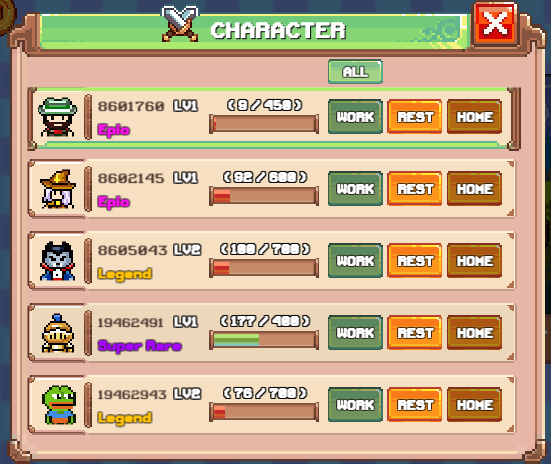 CHARACTER
ALL
8601760 LV1 (9/450) WORK REST HOME
Epic
8602145 LV1 (92/600) WORK REST HOME
Epic
8605043 LV2 (100/700) WORK REST HOME
Legend
19462491 LV1 (177/400) WORK REST HOME
Super Rare
19462943 LV2 (76/700) WORK REST HOME
Legend